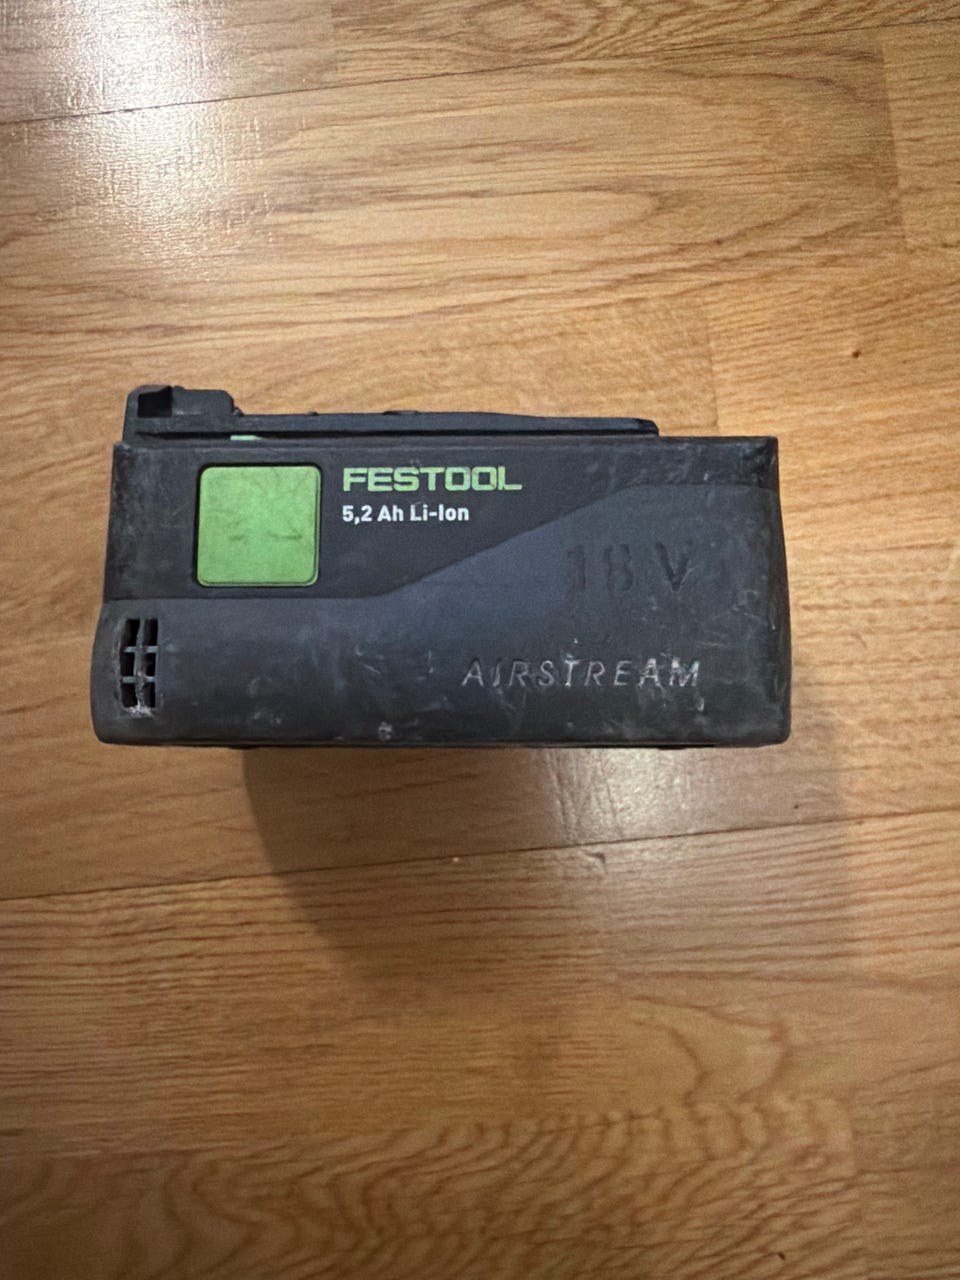 FESTOOL
5,2 Ah Li-Ion
18 V
AIRSTREAM